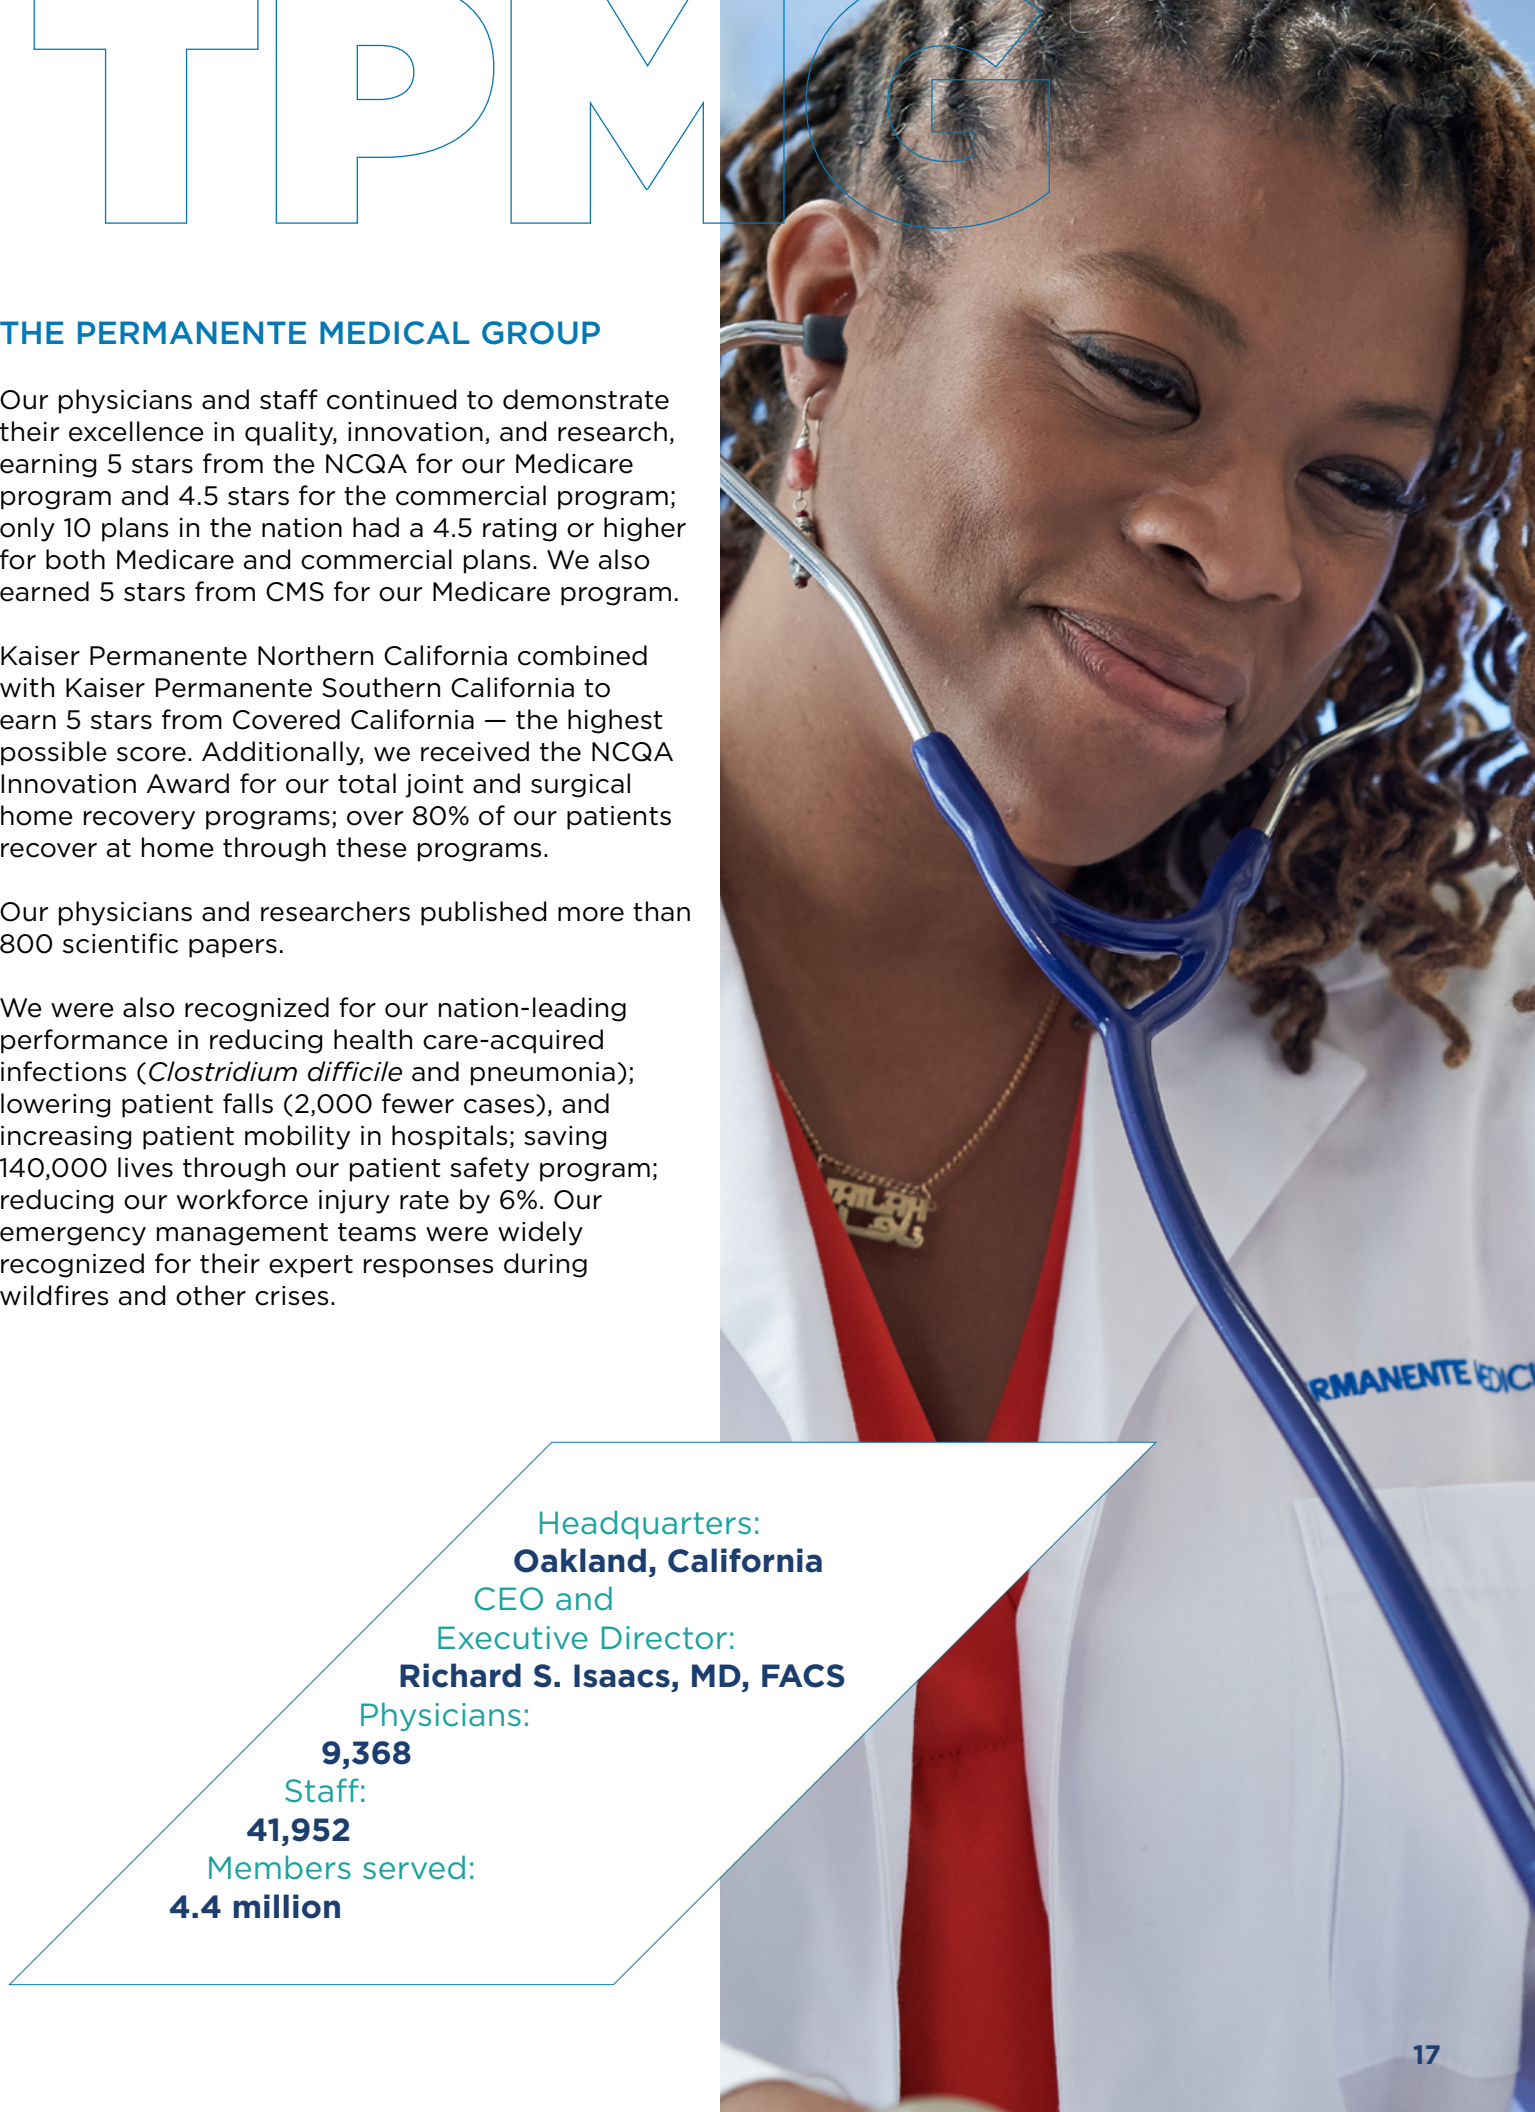 TPMG
THE PERMANENTE MEDICAL GROUP
Our physicians and staff continued to demonstrate
their excellence in quality, innovation, and research,
earning 5 stars from the NCQA for our Medicare
program and 4.5 stars for the commercial program;
only 10 plans in the nation had a 4.5 rating or higher
for both Medicare and commercial plans. We also
earned 5 stars from CMS for our Medicare program.
Kaiser Permanente Northern California combined
with Kaiser Permanente Southern California to
earn 5 stars from Covered California — the highest
possible score. Additionally, we received the NCQA
Innovation Award for our total joint and surgical
home recovery programs; over 80% of our patients
recover at home through these programs.
Our physicians and researchers published more than
800 scientific papers.
We were also recognized for our nation-leading
performance in reducing health care-acquired
infections (Clostridium difficile and pneumonia);
lowering patient falls (2,000 fewer cases), and
increasing patient mobility in hospitals; saving
140,000 lives through our patient safety program;
reducing our workforce injury rate by 6%. Our
emergency management teams were widely
recognized for their expert responses during
wildfires and other crises.
RMANENTE EDICI
Headquarters:
Oakland, California
CEO and
Executive Director:
Richard S. Isaacs, MD, FACS
Physicians:
9,368
Staff:
41,952
Members served:
4.4 million
17